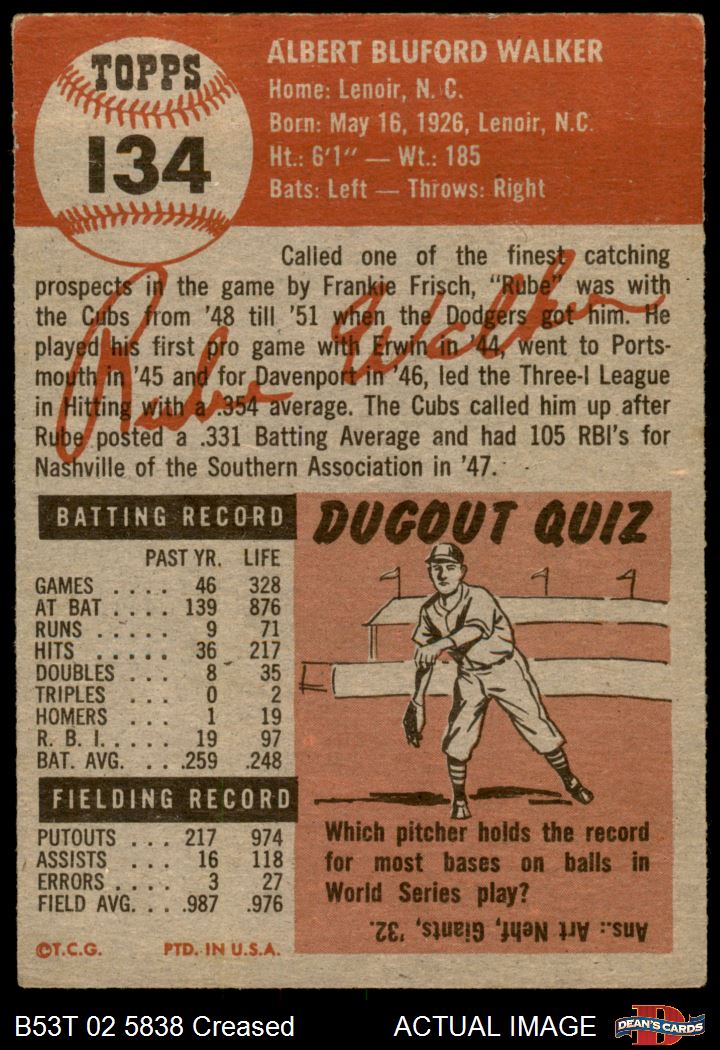 TOPPS
134
ALBERT BLUFORD WALKER
Home: Lenoir, N. C.
Born: May 16, 1926, Lenoir, N.C.
Ht.: 6'1" — Wt.: 185
Bats: Left — Throws: Right
Called one of the finest catching
prospects in the game by Frankie Frisch, "Rube" was with
the Cubs from '48 till '51 when the Dodgers got him. He
played his first pro game with Erwin in '44, went to Ports-
mouth in '45 and for Davenport in '46, led the Three-I League
in Hitting with a .354 average. The Cubs called him up after
Rube posted a .331 Batting Average and had 105 RBI's for
Nashville of the Southern Association in '47.
Rube Walker
BATTING RECORD
PAST YR. LIFE
GAMES . . . . 46 328
AT BAT . . . . 139 876
RUNS . . . . . 9 71
HITS . . . . . 36 217
DOUBLES . . . 8 35
TRIPLES . . . 0 2
HOMERS . . . 1 19
R. B. I. . . . . 19 97
BAT. AVG. . . .259 .248
FIELDING RECORD
PUTOUTS . . . 217 974
ASSISTS . . . 16 118
ERRORS . . . . 3 27
FIELD AVG. . . .987 .976
©T.C.G. PTD. IN U.S.A.
DUGOUT QUIZ
Which pitcher holds the record
for most bases on balls in
World Series play?
Ans.: Art Nehf, Giants, '32.
B53T 02 5838 Creased ACTUAL IMAGE
D
DEAN'S CARDS